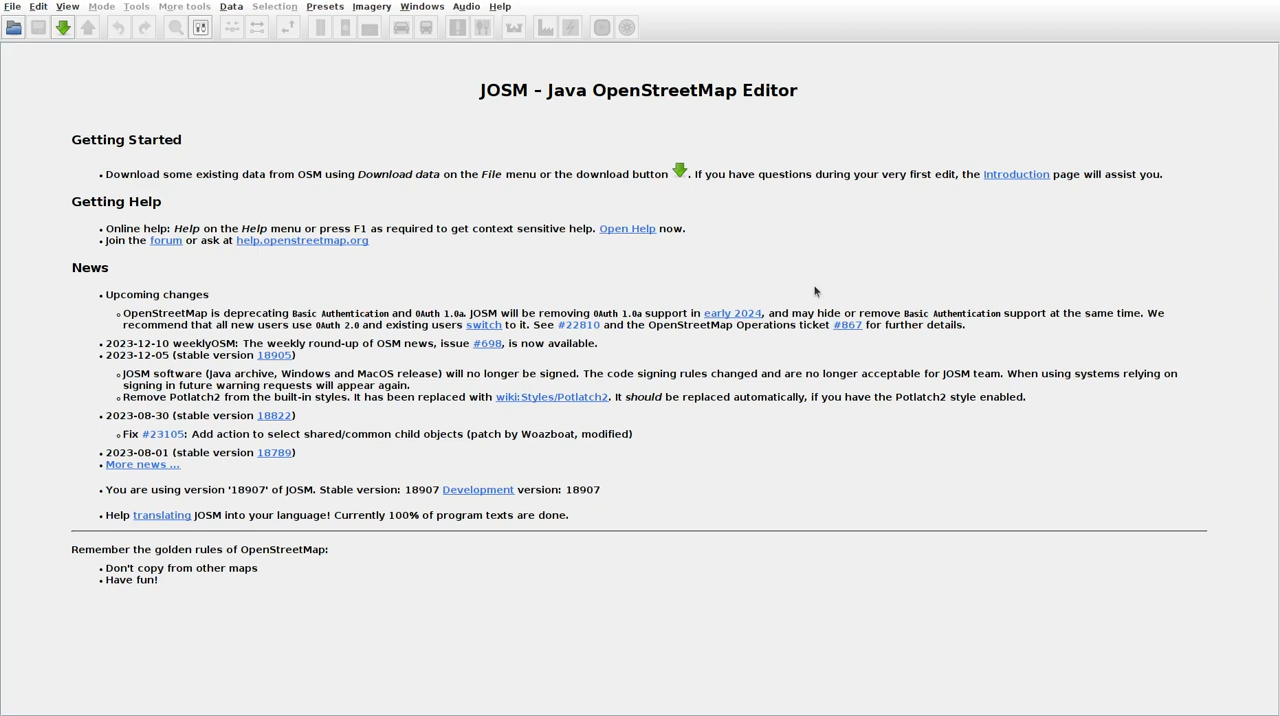 File Edit View Mode Tools More tools Data Selection Presets Imagery Windows Audio Help
JOSM – Java OpenStreetMap Editor
Getting Started
Download some existing data from OSM using Download data on the File menu or the download button . If you have questions during your very first edit, the Introduction page will assist you.
Getting Help
Online help: Help on the Help menu or press F1 as required to get context sensitive help. Open Help now.
Join the forum or ask at help.openstreetmap.org
News
Upcoming changes
OpenStreetMap is deprecating Basic Authentication and OAuth 1.0a. JOSM will be removing OAuth 1.0a support in early 2024, and may hide or remove Basic Authentication support at the same time. We
recommend that all new users use OAuth 2.0 and existing users switch to it. See #22810 and the OpenStreetMap Operations ticket #867 for further details.
2023-12-10 weeklyOSM: The weekly round-up of OSM news, issue #698, is now available.
2023-12-05 (stable version 18905)
JOSM software (Java archive, Windows and MacOS release) will no longer be signed. The code signing rules changed and are no longer acceptable for JOSM team. When using systems relying on
signing in future warning requests will appear again.
Remove Potlatch2 from the built-in styles. It has been replaced with wiki:Styles/Potlatch2. It should be replaced automatically, if you have the Potlatch2 style enabled.
2023-08-30 (stable version 18822)
Fix #23105: Add action to select shared/common child objects (patch by Woazboat, modified)
2023-08-01 (stable version 18789)
More news ...
You are using version '18907' of JOSM. Stable version: 18907 Development version: 18907
Help translating JOSM into your language! Currently 100% of program texts are done.
Remember the golden rules of OpenStreetMap:
Don't copy from other maps
Have fun!